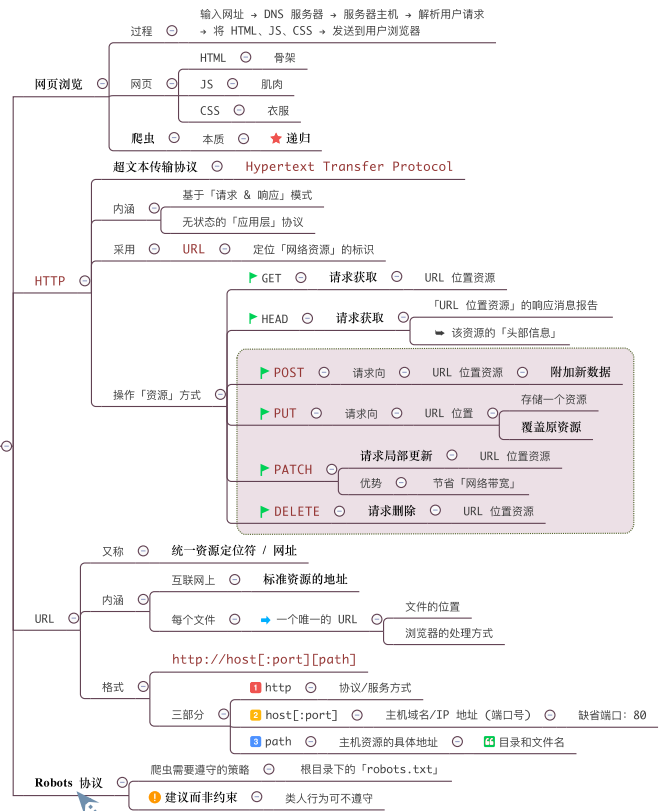 输入网址 → DNS 服务器 → 服务器主机 → 解析用户请求
过程
→ 将 HTML、JS、CSS → 发送到用户浏览器
HTML 骨架
网页浏览 网页 JS 肌肉
CSS 衣服
爬虫 本质 递归
超文本传输协议 Hypertext Transfer Protocol
基于「请求 & 响应」模式
内涵
无状态的「应用层」协议
采用 URL 定位「网络资源」的标识
HTTP
GET 请求获取 URL 位置资源
「URL 位置资源」的响应消息报告
HEAD 请求获取
➥ 该资源的「头部信息」
操作「资源」方式
POST 请求向 URL 位置资源 附加新数据
存储一个资源
PUT 请求向 URL 位置
覆盖原资源
请求局部更新 URL 位置资源
PATCH
优势 节省「网络带宽」
DELETE 请求删除 URL 位置资源
又称 统一资源定位符 / 网址
互联网上 标准资源的地址
内涵
文件的位置
每个文件 一个唯一的 URL
浏览器的处理方式
URL
http://host[:port][path]
格式
1 http 协议/服务方式
三部分 2 host[:port] 主机域名/IP 地址 (端口号) 缺省端口: 80
3 path 主机资源的具体地址 目录和文件名
爬虫需要遵守的策略 根目录下的「robots.txt」
Robots 协议
建议而非约束 类人行为可不遵守